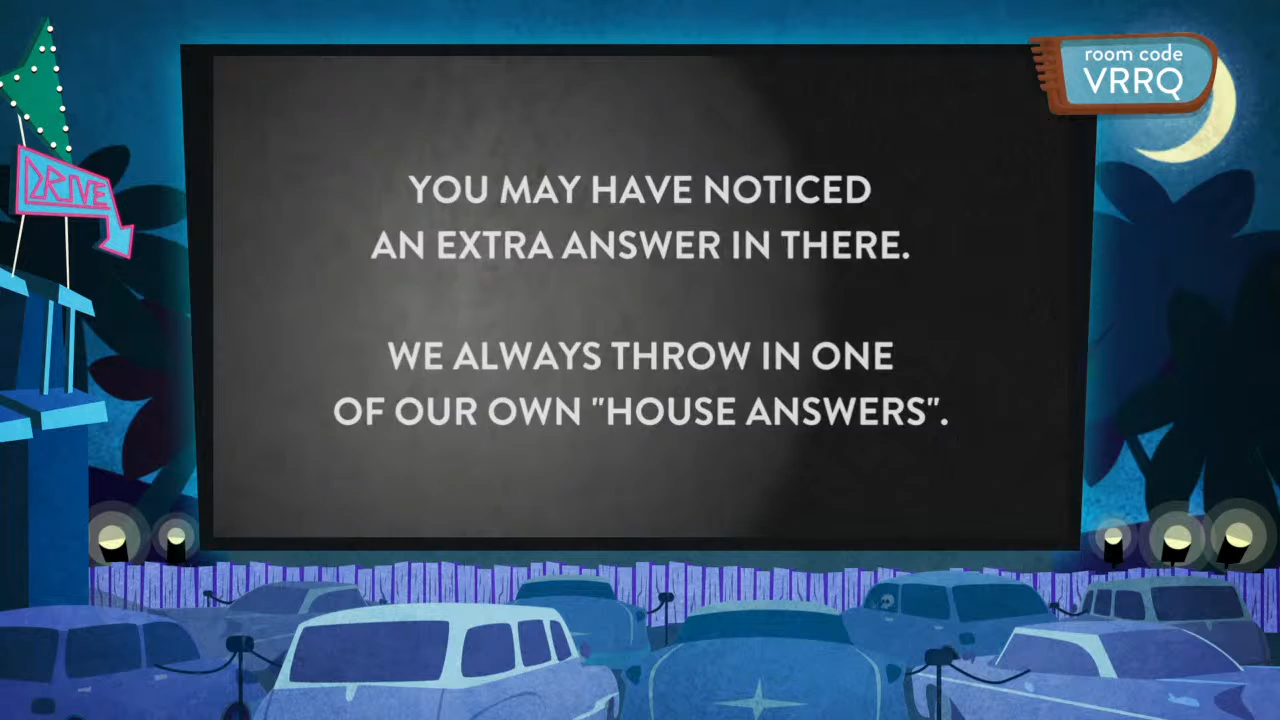 room code
VRRQ
DRIVE
YOU MAY HAVE NOTICED
AN EXTRA ANSWER IN THERE.
WE ALWAYS THROW IN ONE
OF OUR OWN "HOUSE ANSWERS".